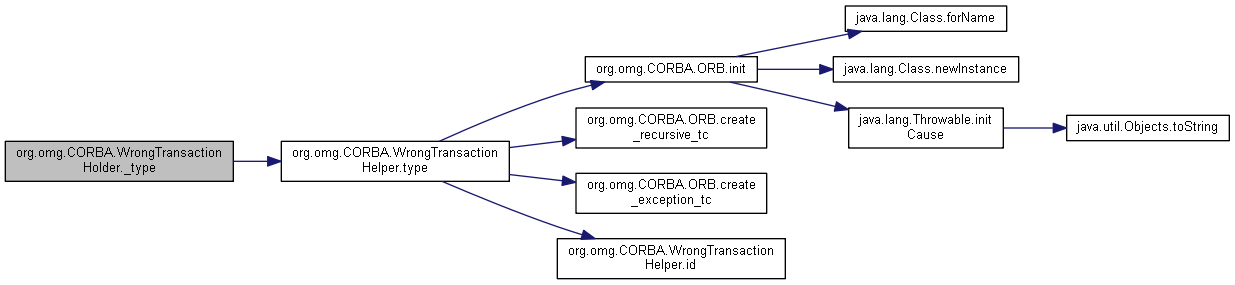 org.omg.CORBA.WrongTransaction
Holder._type
org.omg.CORBA.WrongTransaction
Helper.type
org.omg.CORBA.ORB.init
org.omg.CORBA.ORB.create
_recursive_tc
org.omg.CORBA.ORB.create
_exception_tc
org.omg.CORBA.WrongTransaction
Helper.id
java.lang.Class.forName
java.lang.Class.newInstance
java.lang.Throwable.init
Cause
java.util.Objects.toString